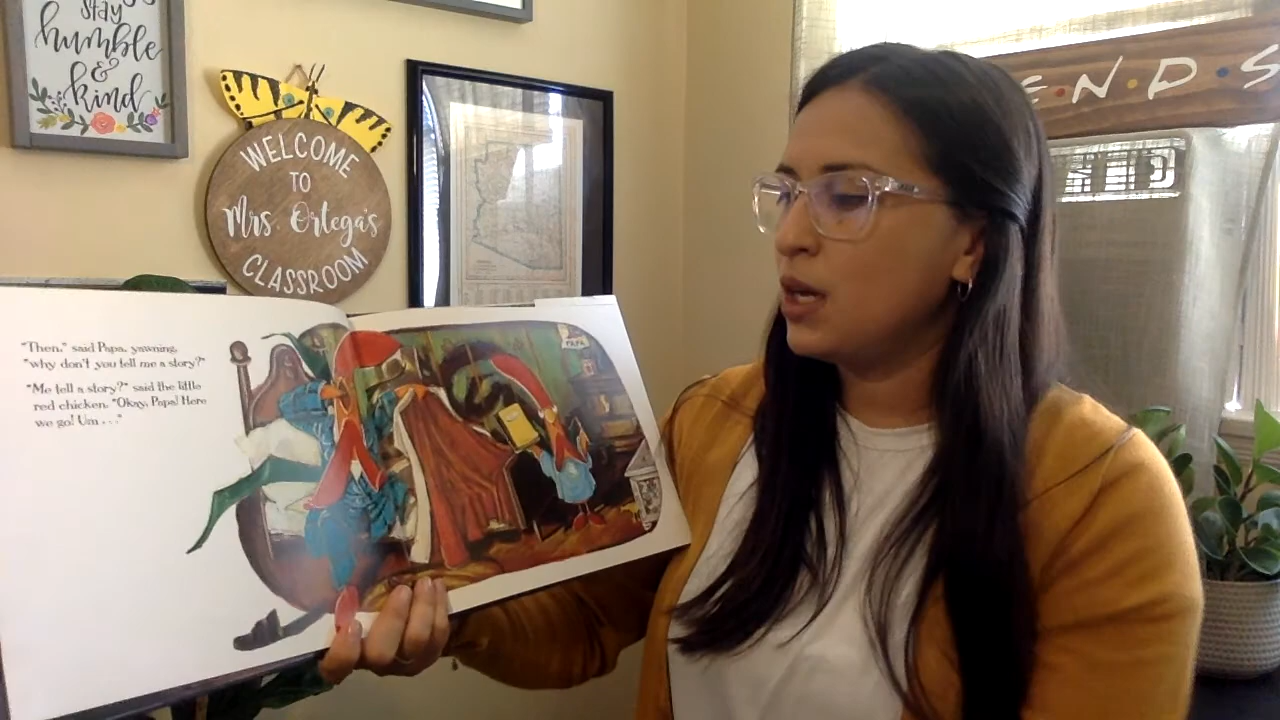 stay
humble
&
kind
WELCOME
TO
Mrs. Ortega's
CLASSROOM
E·N·D·S
"Then," said Papa, yawning,
"why don't you tell me a story?"
"Me tell a story?" said the little
red chicken. "Okay, Papa! Here
we go! Um . . ."
PAPA